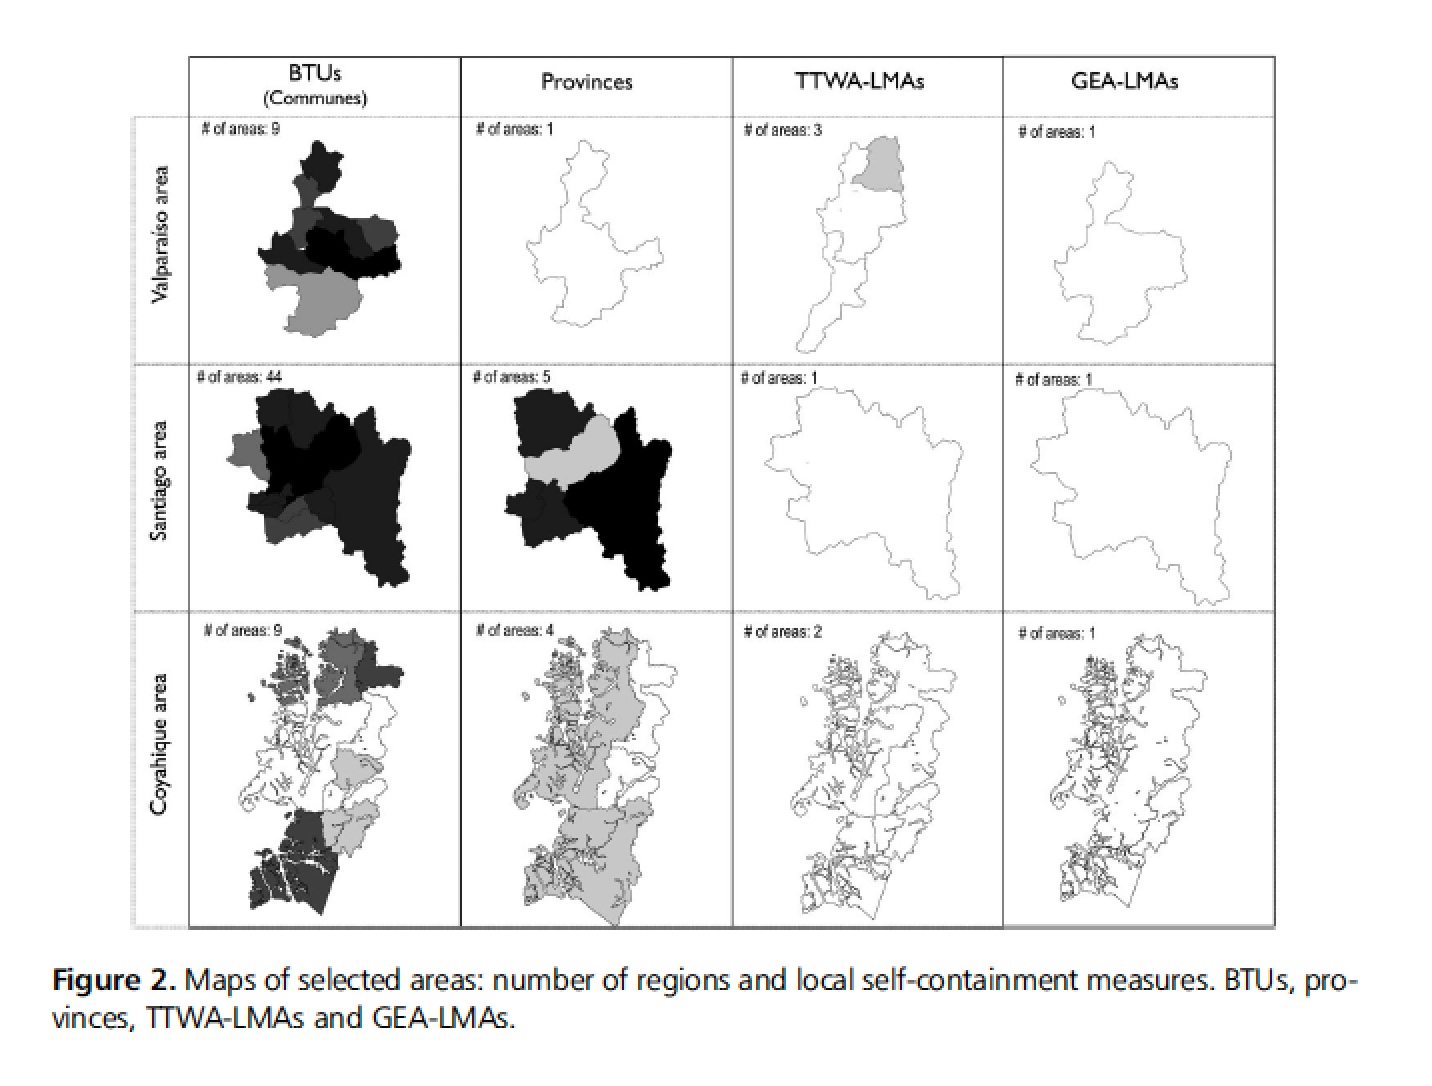 BTUs
(Communes)
Provinces
TTWA-LMAs
GEA-LMAs
Valparaíso area
# of areas: 9
# of areas: 1
# of areas: 3
# of areas: 1
Santiago area
# of areas: 44
# of areas: 5
# of areas: 1
# of areas: 1
Coyahique area
# of areas: 9
# of areas: 4
# of areas: 2
# of areas: 1
Figure 2. Maps of selected areas: number of regions and local self-containment measures. BTUs, pro-
vinces, TTWA-LMAs and GEA-LMAs.